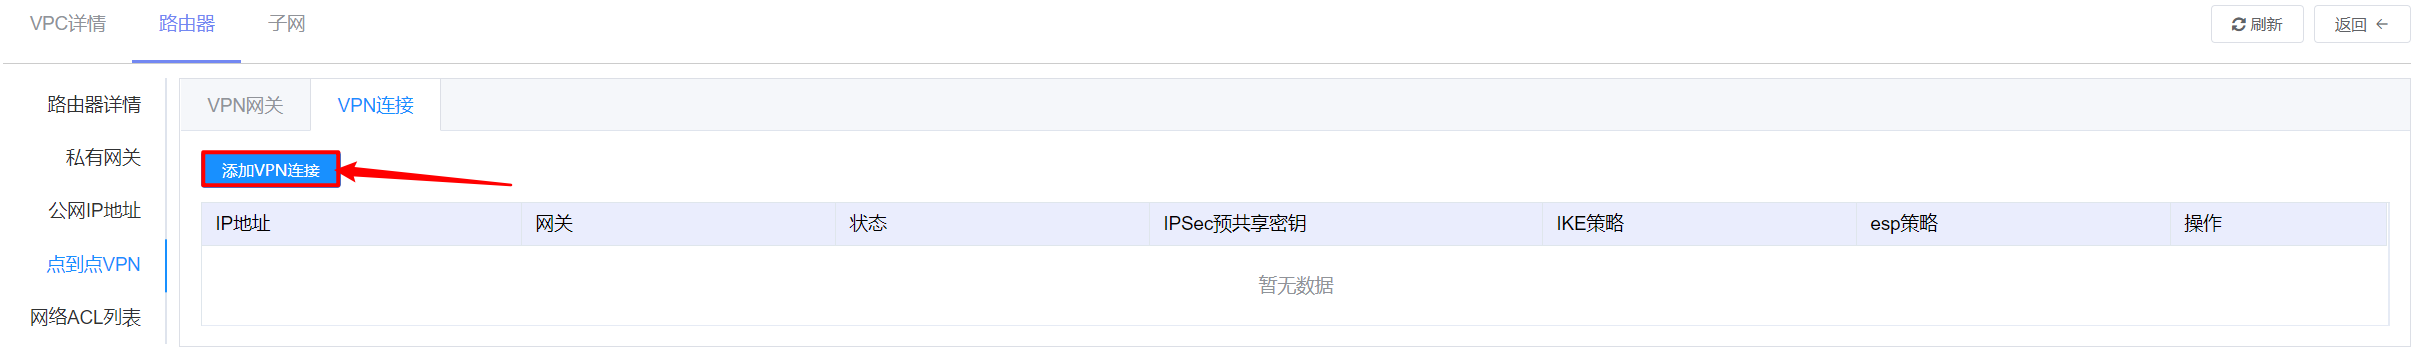 VPC详情 路由器 子网 刷新 返回 ←
路由器详情
私有网关
公网IP地址
点到点VPN
网络ACL列表
VPN网关 VPN连接
添加VPN连接
IP地址 网关 状态 IPSec预共享密钥 IKE策略 esp策略 操作
暂无数据